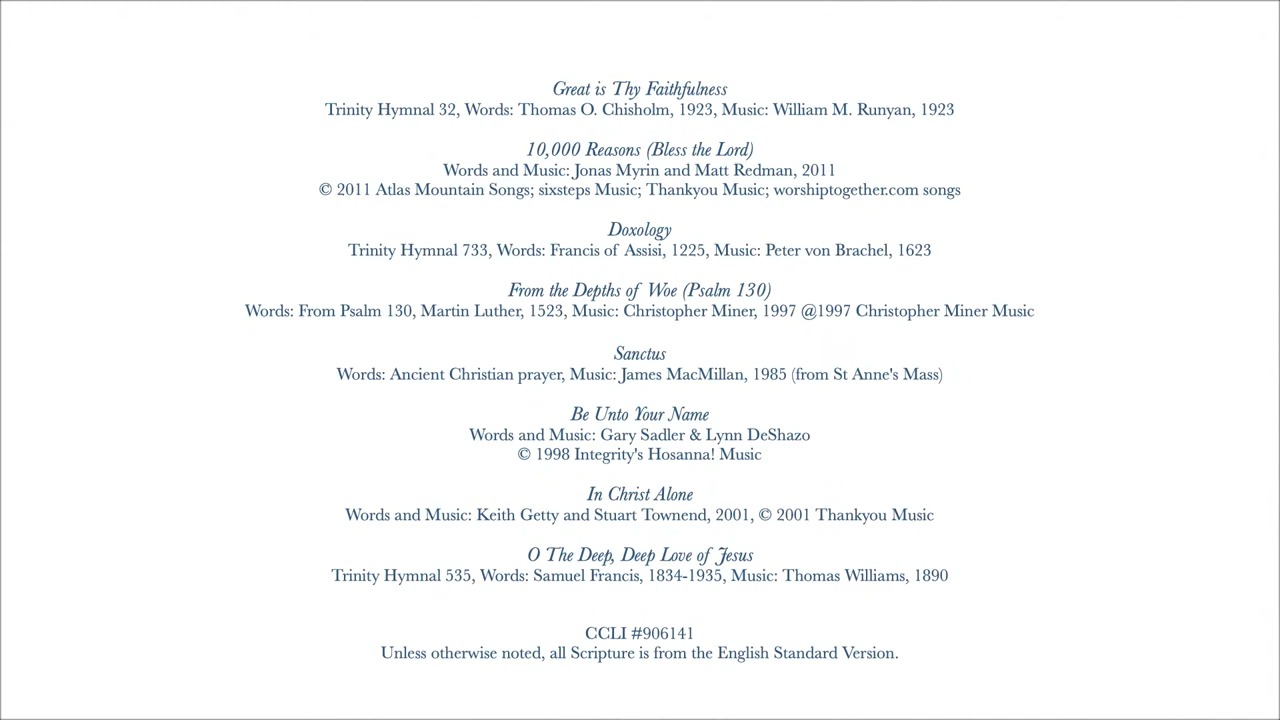 Great is Thy Faithfulness
Trinity Hymnal 32, Words: Thomas O. Chisholm, 1923, Music: William M. Runyan, 1923
10,000 Reasons (Bless the Lord)
Words and Music: Jonas Myrin and Matt Redman, 2011
© 2011 Atlas Mountain Songs; sixsteps Music; Thankyou Music; worshiptogether.com songs
Doxology
Trinity Hymnal 733, Words: Francis of Assisi, 1225, Music: Peter von Brachel, 1623
From the Depths of Woe (Psalm 130)
Words: From Psalm 130, Martin Luther, 1523, Music: Christopher Miner, 1997 @1997 Christopher Miner Music
Sanctus
Words: Ancient Christian prayer, Music: James MacMillan, 1985 (from St Anne's Mass)
Be Unto Your Name
Words and Music: Gary Sadler & Lynn DeShazo
© 1998 Integrity's Hosanna! Music
In Christ Alone
Words and Music: Keith Getty and Stuart Townend, 2001, © 2001 Thankyou Music
O The Deep, Deep Love of Jesus
Trinity Hymnal 535, Words: Samuel Francis, 1834-1935, Music: Thomas Williams, 1890
CCLI #906141
Unless otherwise noted, all Scripture is from the English Standard Version.